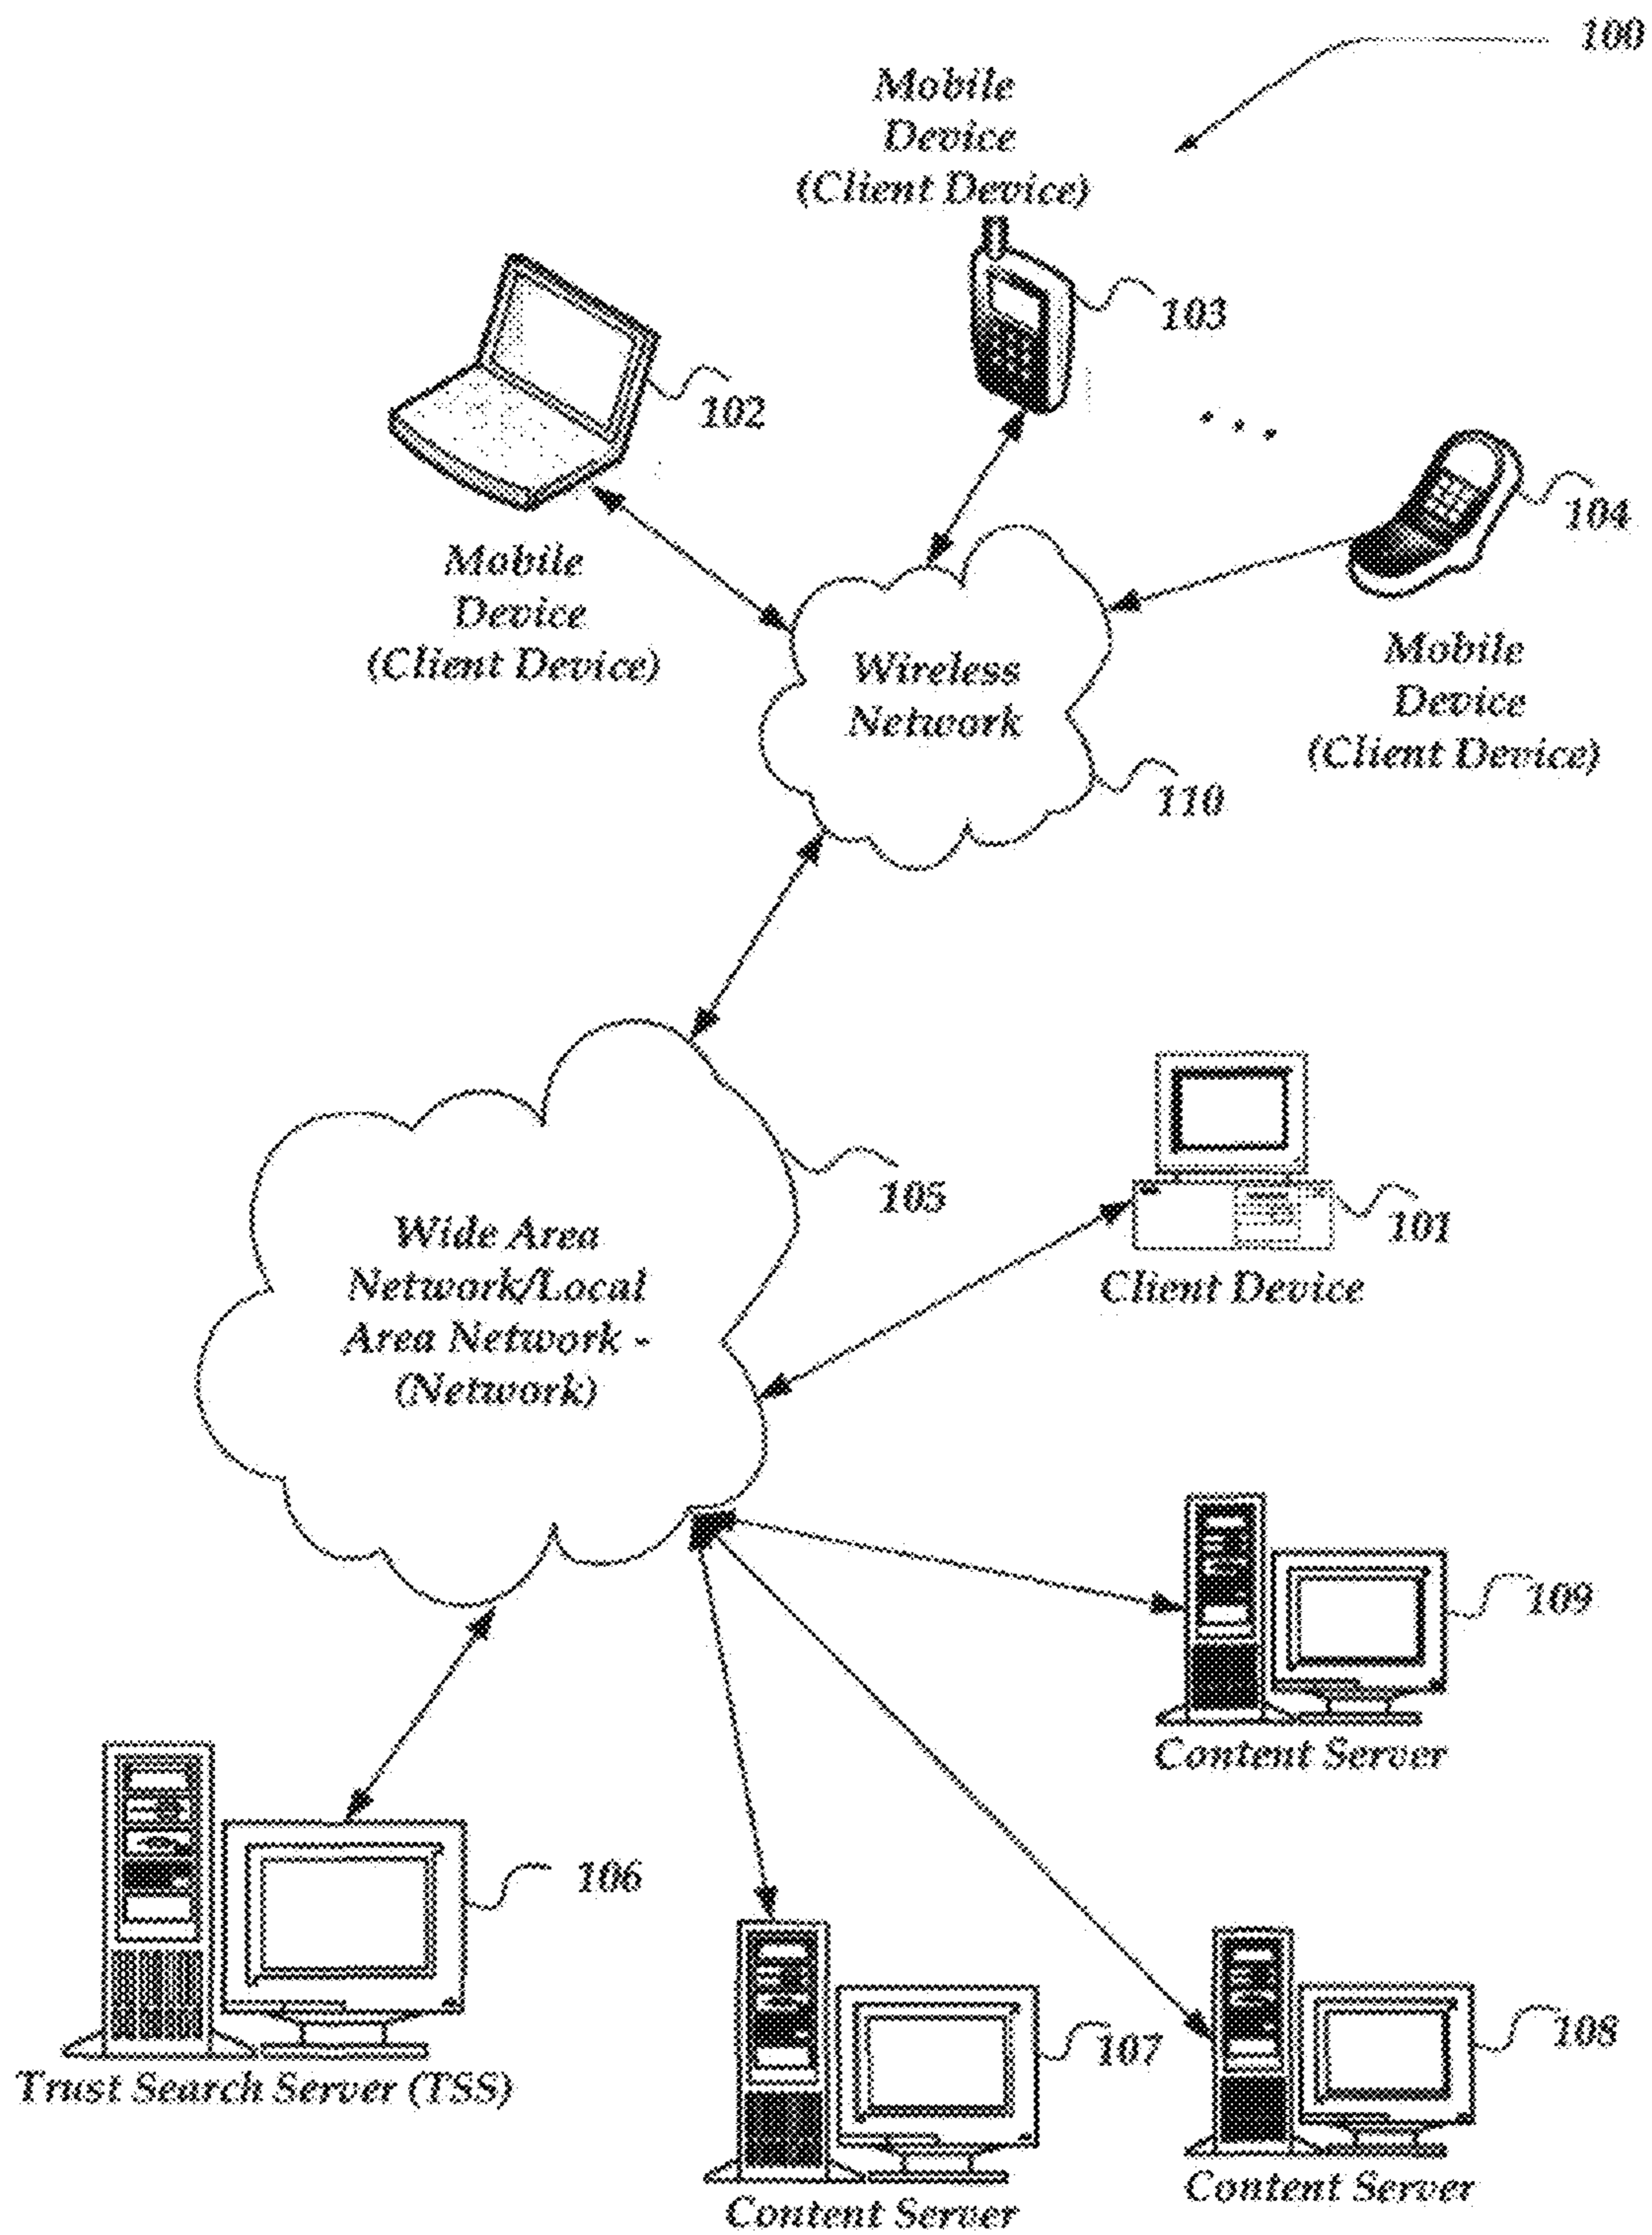 100
Mobile
Device
(Client Device)
103
102
104
Mobile
Device
(Client Device)
Wireless
Network
Mobile
Device
(Client Device)
110
105
Wide Area
Network/Local
Area Network -
(Network)
101
Client Device
109
Content Server
106
Trust Search Server (TSS)
107
108
Content Server
Content Server